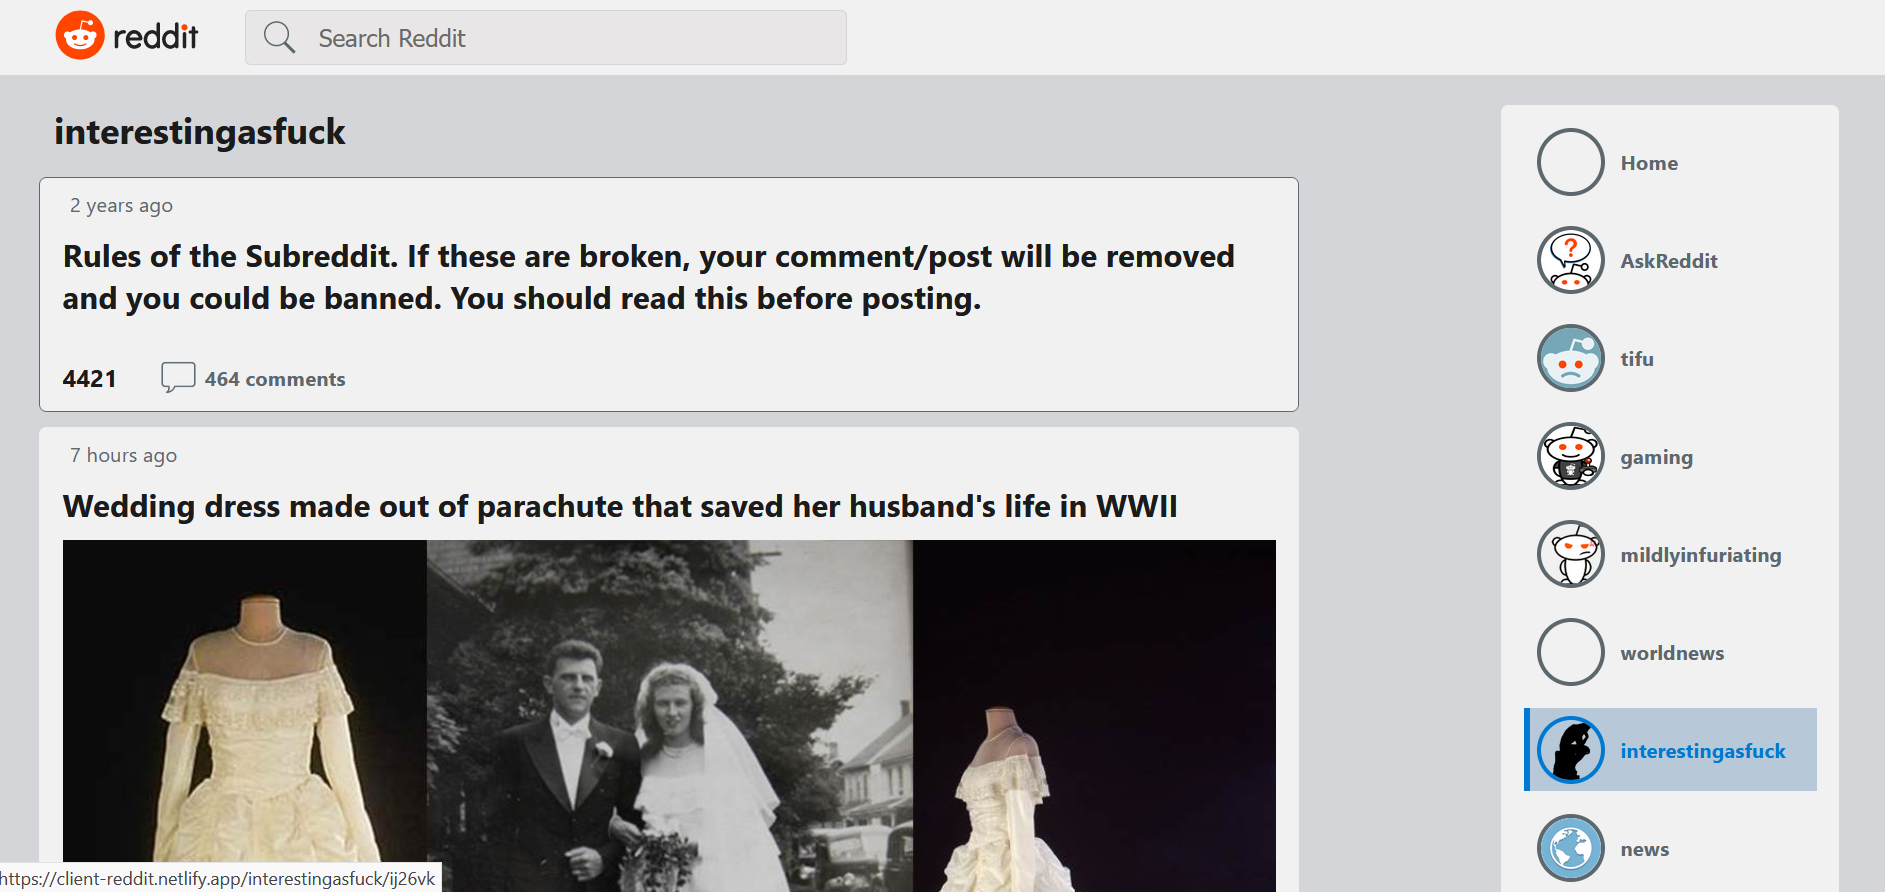 reddit
Search Reddit
interestingasfuck
2 years ago
Rules of the Subreddit. If these are broken, your comment/post will be removed
and you could be banned. You should read this before posting.
4421
464 comments
7 hours ago
Wedding dress made out of parachute that saved her husband's life in WWII
Home
?
AskReddit
tifu
gaming
mildlyinfuriating
worldnews
interestingasfuck
news
https://client-reddit.netlify.app/interestingasfuck/ij26vk